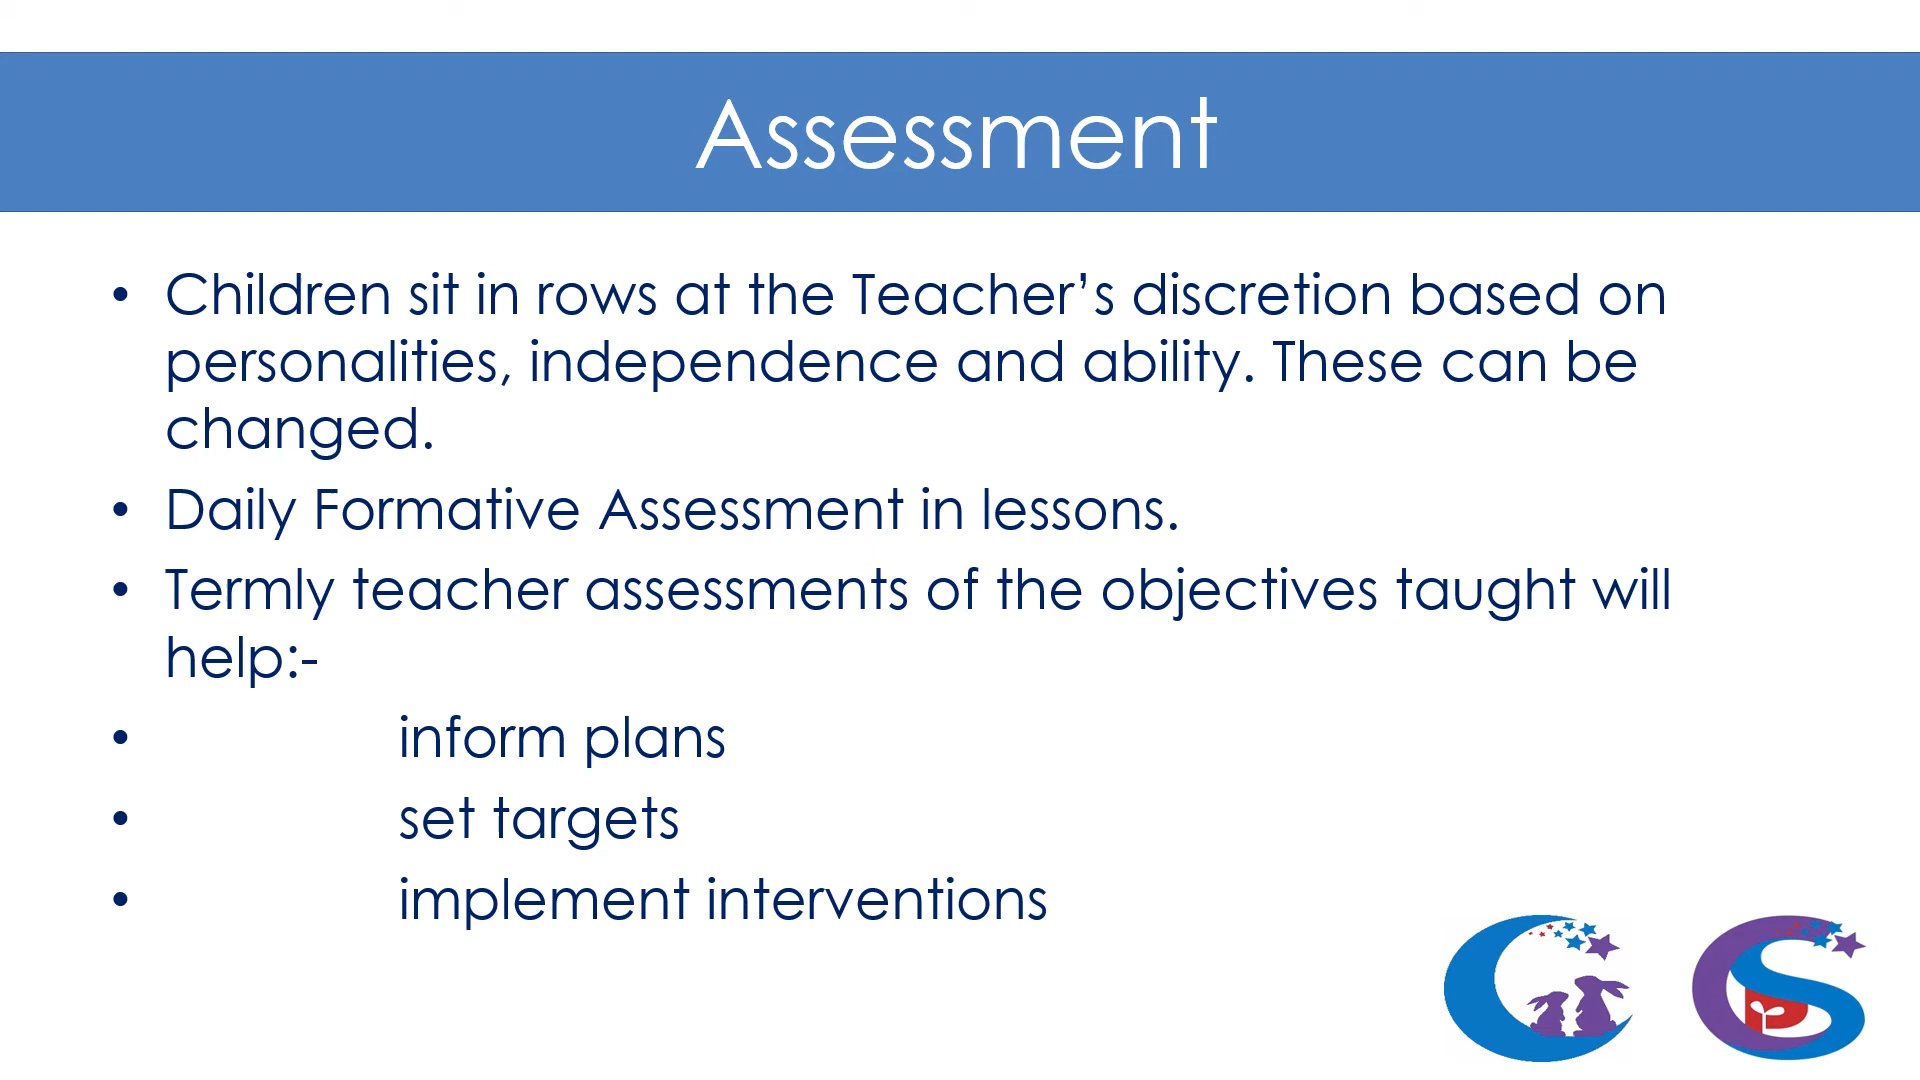 Assessment
• Children sit in rows at the Teacher’s discretion based on
personalities, independence and ability. These can be
changed.
• Daily Formative Assessment in lessons.
• Termly teacher assessments of the objectives taught will
help:-
• inform plans
• set targets
• implement interventions